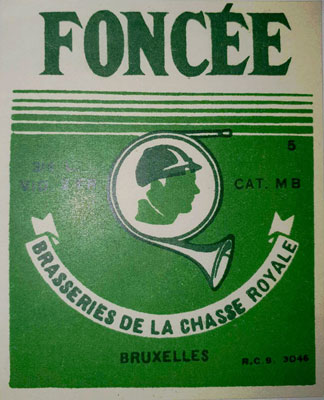 FONCÉE
5
CAT. MB
BRASSERIES DE LA CHASSE ROYALE
BRUXELLES
R.C.B. 3046